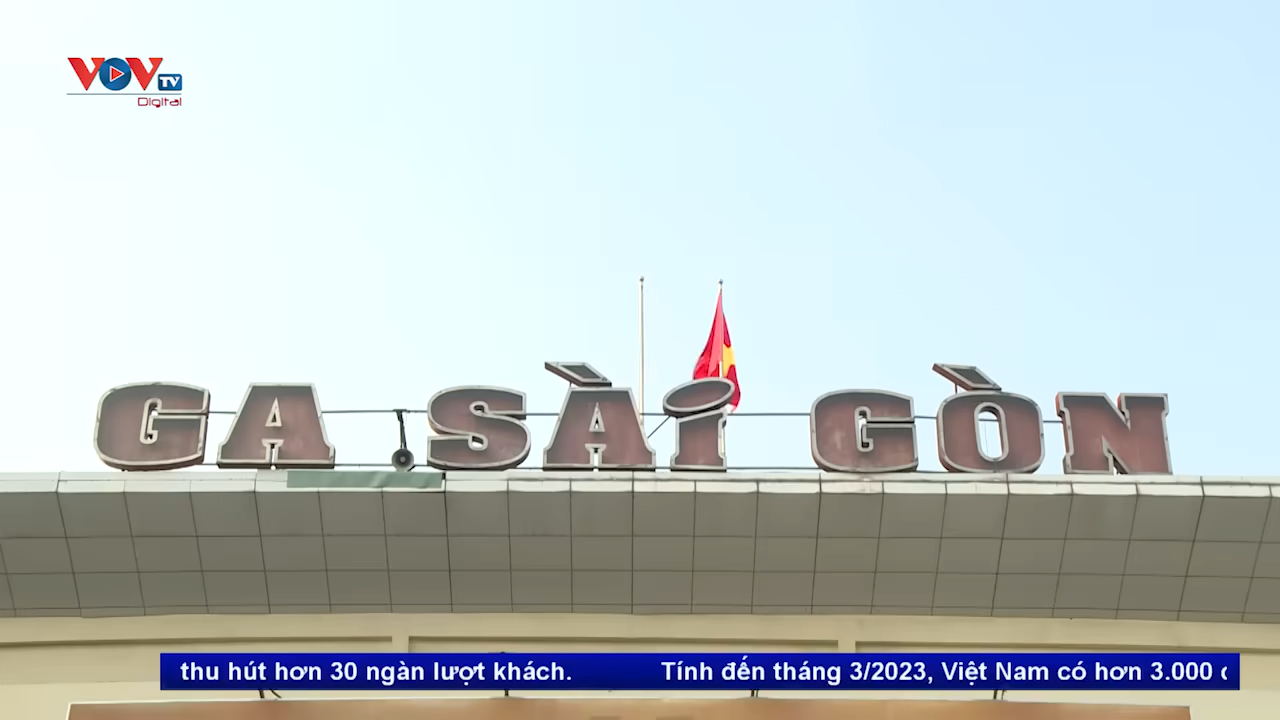 VOV TV
Digital
GA SÀi GÒN
thu hút hơn 30 ngàn lượt khách. Tính đến tháng 3/2023, Việt Nam có hơn 3.000